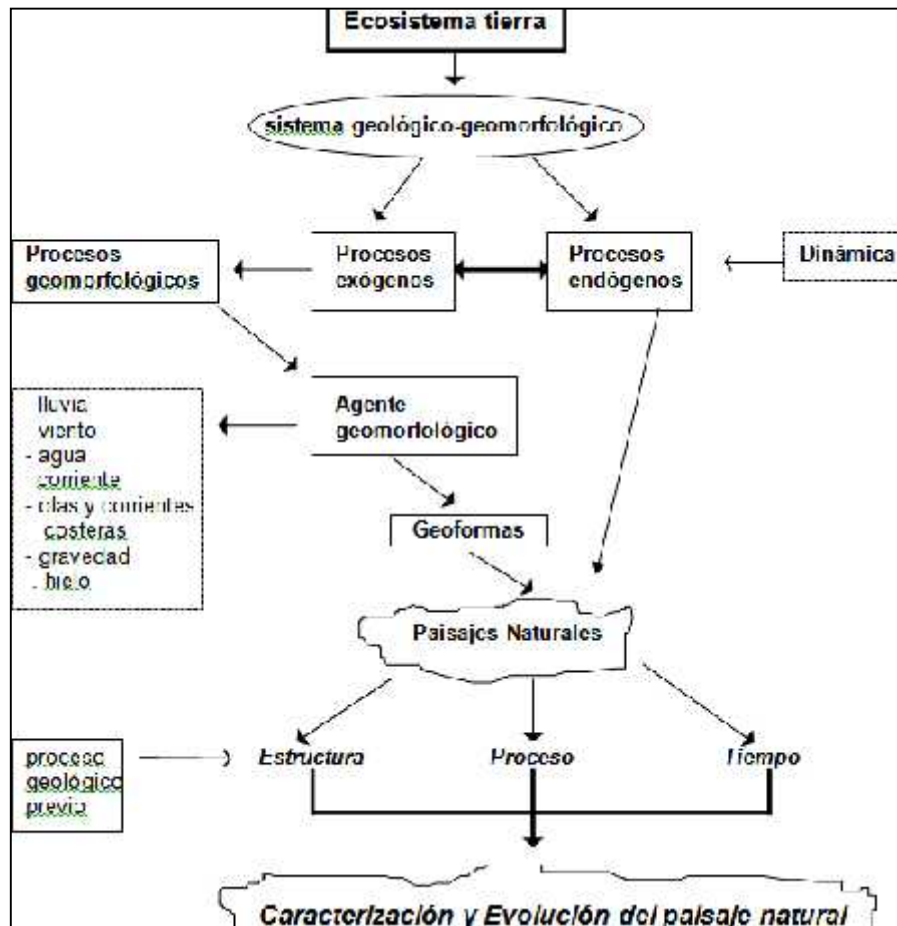 Ecosistema tierra
sistema geológico-geomorfológico
Procesos
geomorfológicos
Procesos
exógenos
Procesos
endógenos
Dinámica
Agente
geomorfológico
lluvia
viento
- agua
corriente
- olas y corrientes
costeras
- gravedad
. hielo
Geoformas
Paisajes Naturales
proceso
geológico
previo
Estructura
Proceso
Tiempo
Caracterización y Evolución del paisaje natural